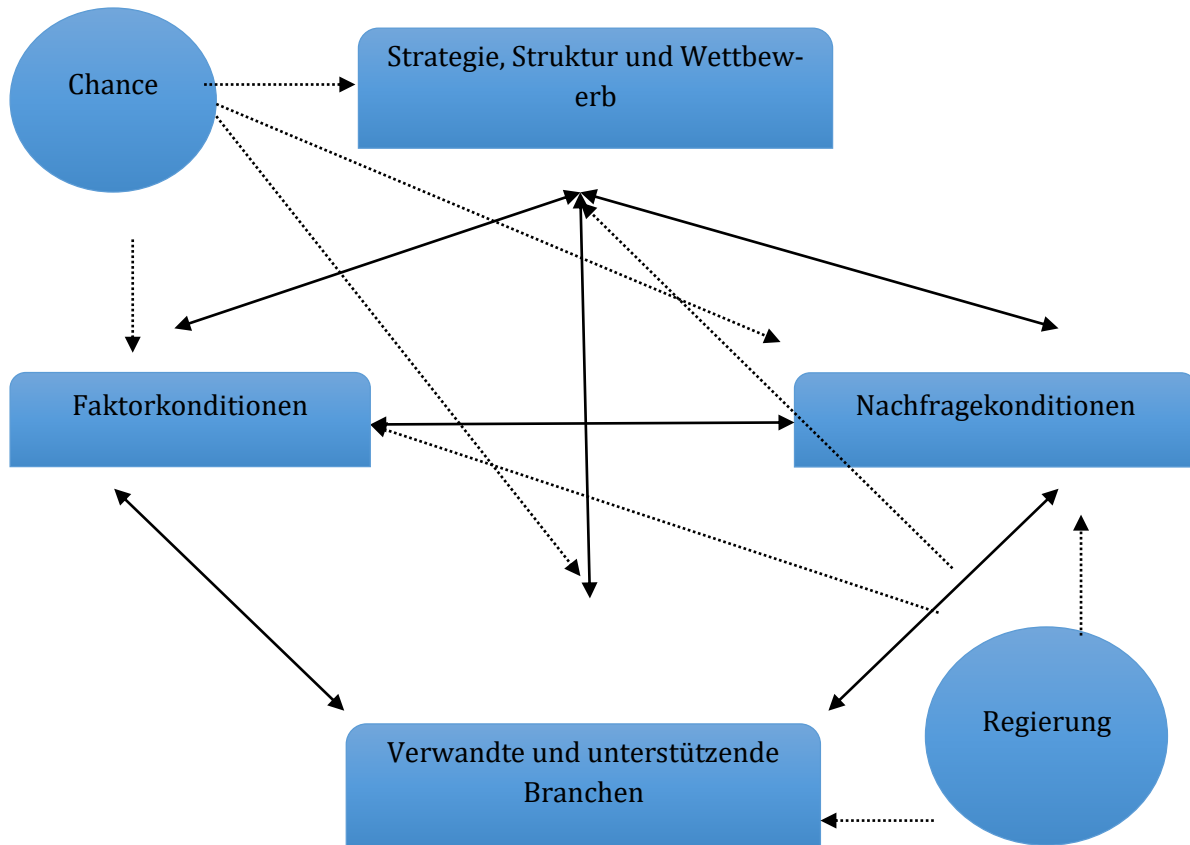 Chance
Strategie, Struktur und Wettbew-
erb
Faktorkonditionen
Nachfragekonditionen
Regierung
Verwandte und unterstützende
Branchen